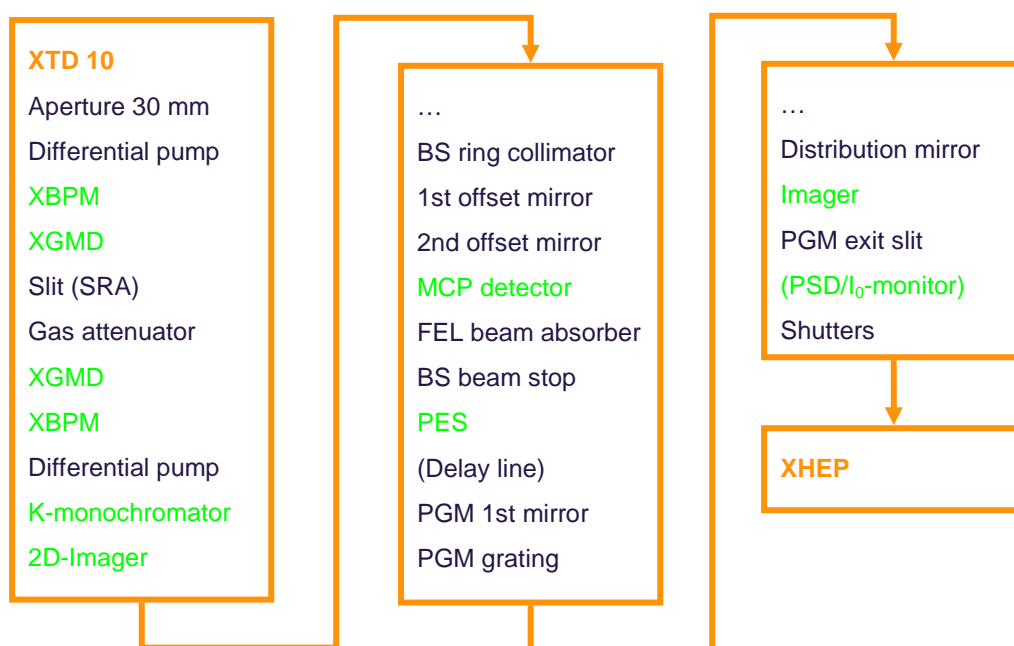 XTD 10
Aperture 30 mm
Differential pump
XBPM
XGMD
Slit (SRA)
Gas attenuator
XGMD
XBPM
Differential pump
K-monochromator
2D-Imager
…
BS ring collimator
1st offset mirror
2nd offset mirror
MCP detector
FEL beam absorber
BS beam stop
PES
(Delay line)
PGM 1st mirror
PGM grating
…
Distribution mirror
Imager
PGM exit slit
(PSD/I₀-monitor)
Shutters
XHEP